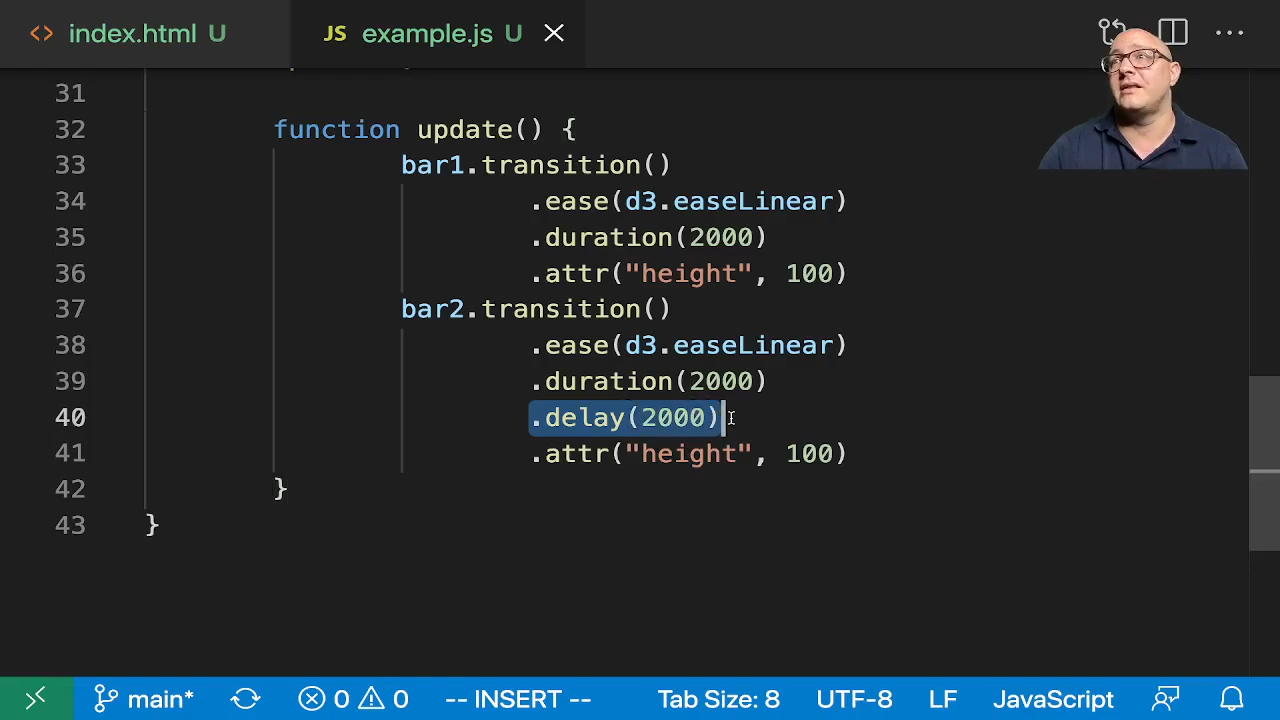 <> index.html U JS example.js U
31
32 function update() {
33 bar1.transition()
34 .ease(d3.easeLinear)
35 .duration(2000)
36 .attr("height", 100)
37 bar2.transition()
38 .ease(d3.easeLinear)
39 .duration(2000)
40 .delay(2000)
41 .attr("height", 100)
42 }
43 }
main* 0 0 -- INSERT -- Tab Size: 8 UTF-8 LF JavaScript